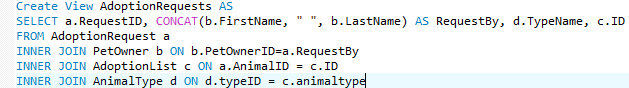 Create View AdoptionRequests AS
SELECT a.RequestID, CONCAT(b.FirstName, " ", b.LastName) AS RequestBy, d.TypeName, c.ID
FROM AdoptionRequest a
INNER JOIN PetOwner b ON b.PetOwnerID=a.RequestBy
INNER JOIN AdoptionList c ON a.AnimalID = c.ID
INNER JOIN AnimalType d ON d.typeID = c.animaltype